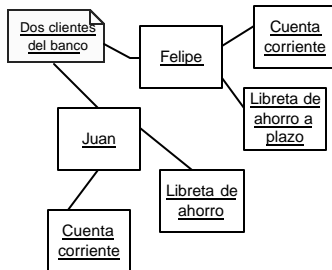 Dos clientes
del banco
Felipe
Cuenta
corriente
Libreta de
ahorro a
plazo
Juan
Libreta de
ahorro
Cuenta
corriente